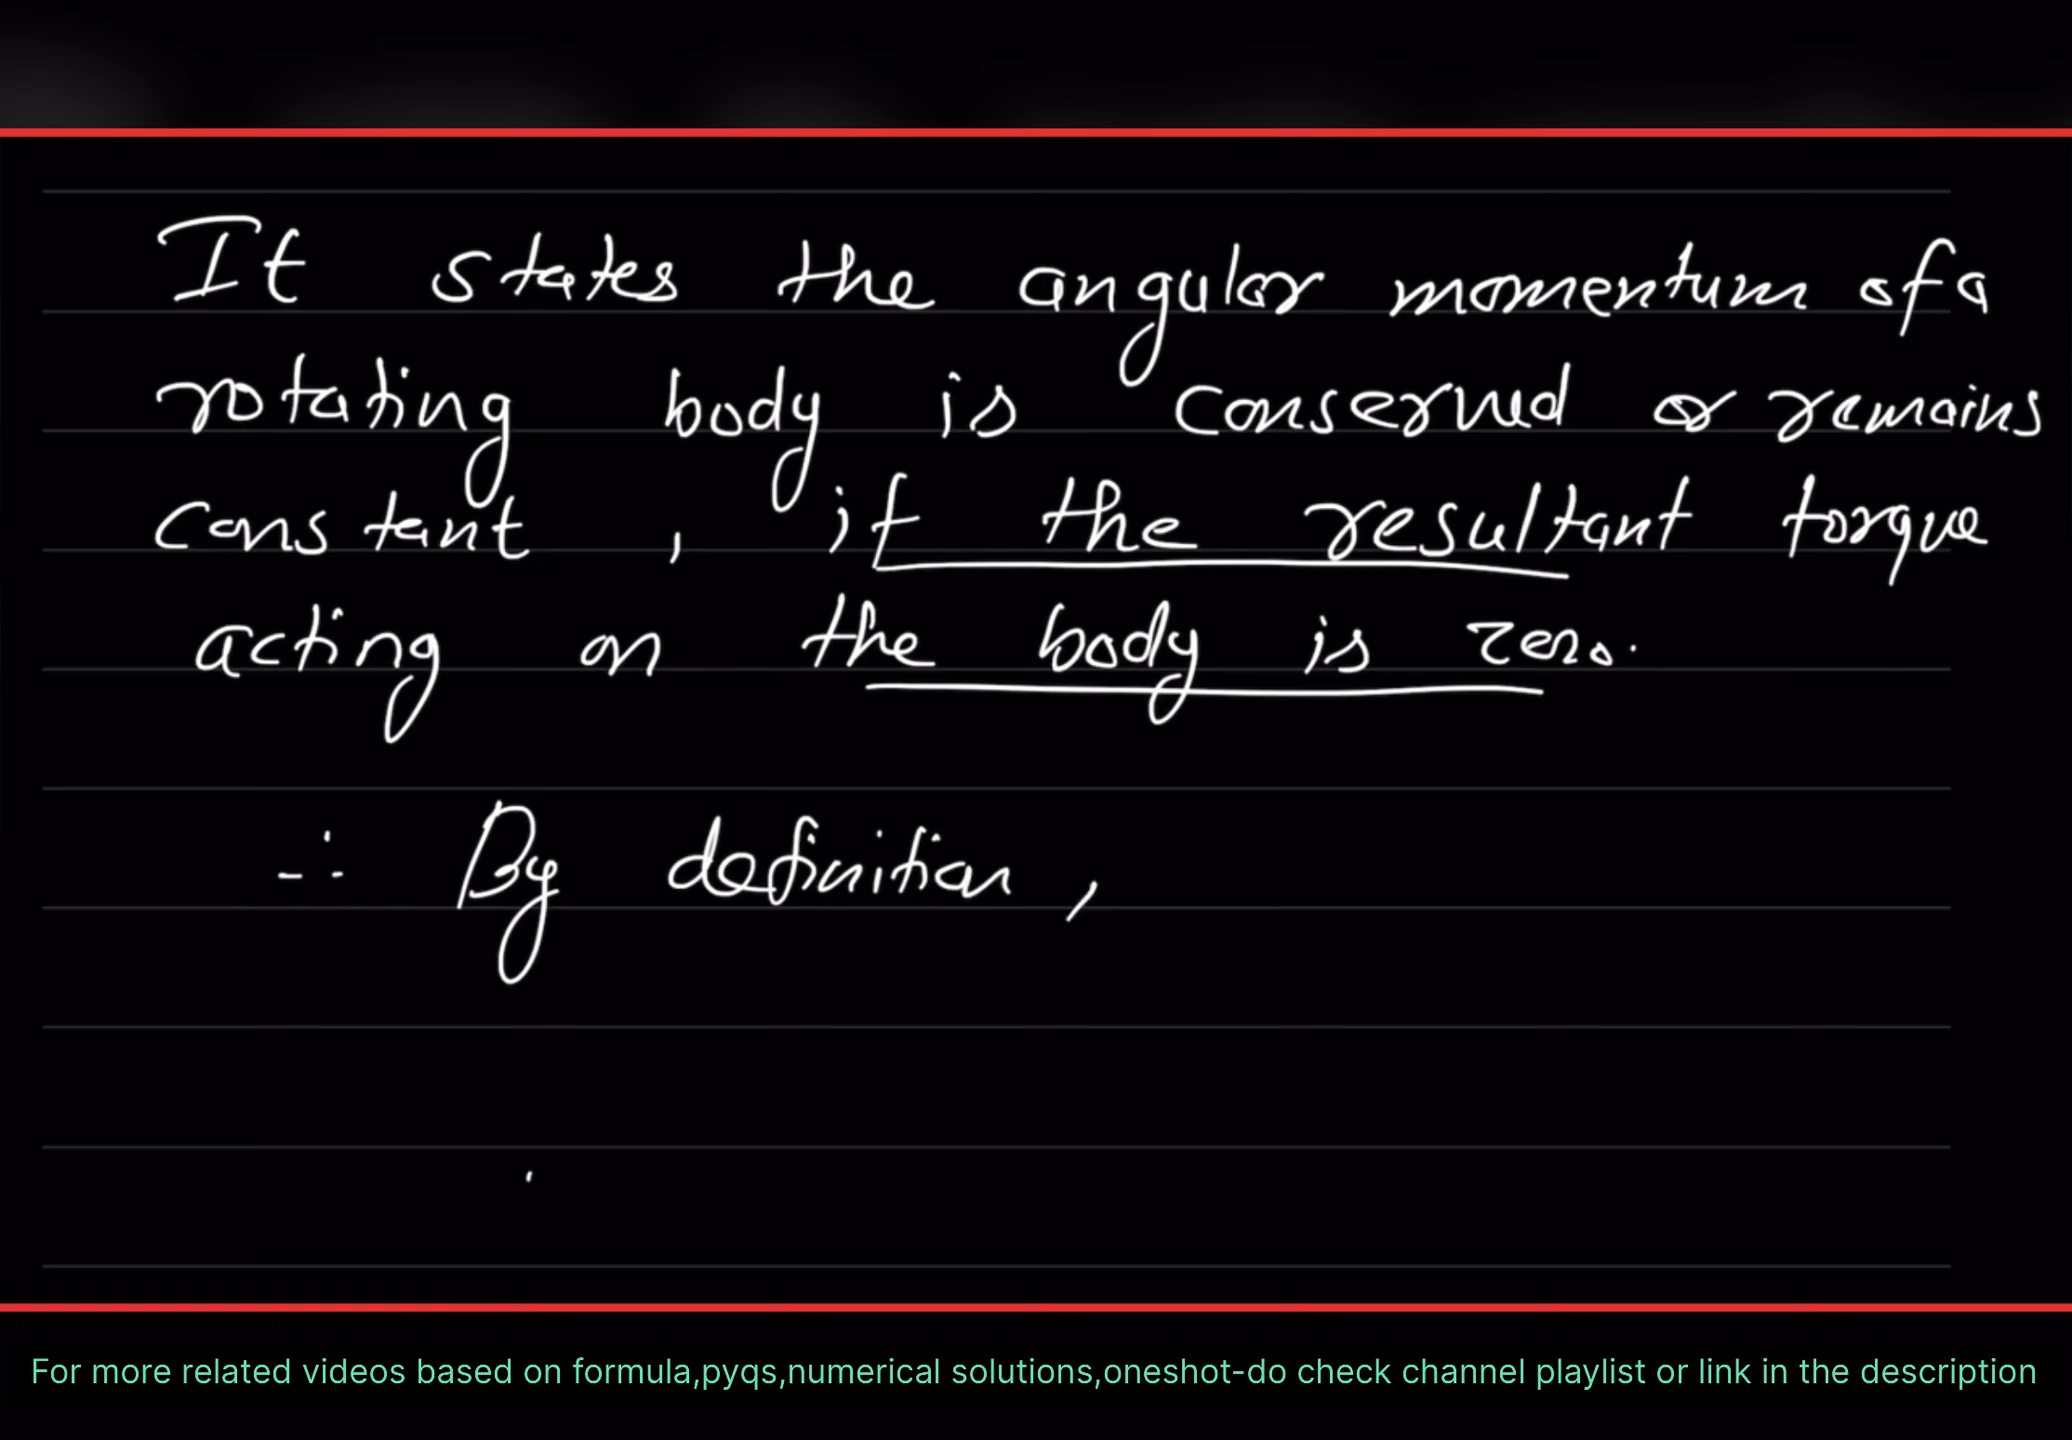 It states the angular momentum of a
rotating body is conserved or remains
constant , if the resultant torque
acting on the body is zero.
∴ By definition ,
For more related videos based on formula,pyqs,numerical solutions,oneshot-do check channel playlist or link in the description